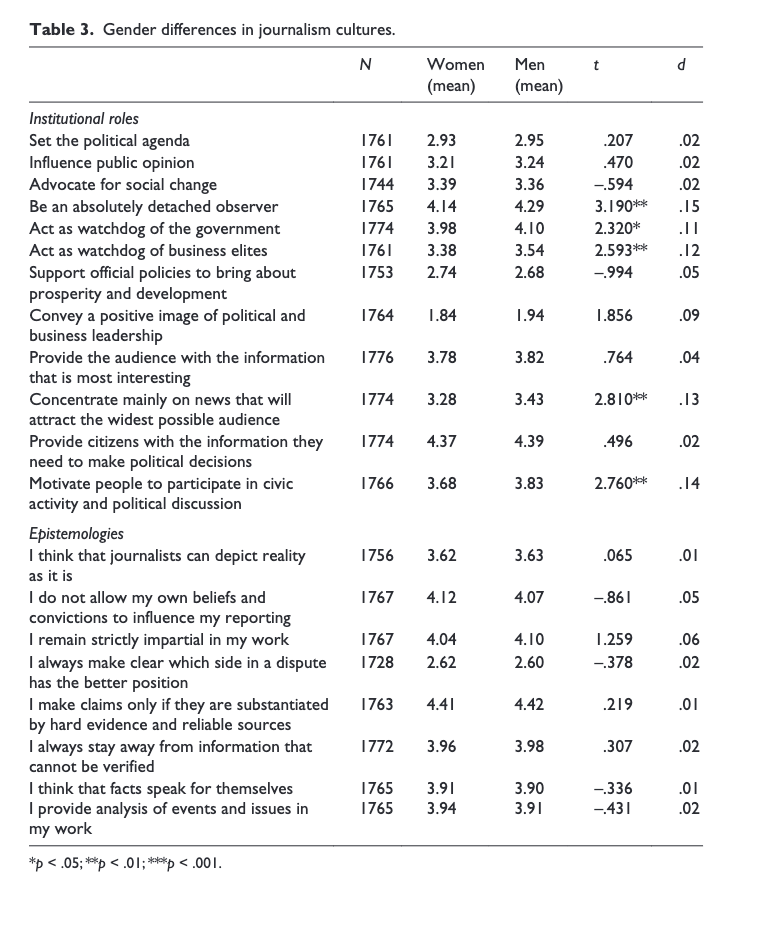 Table 3. Gender differences in journalism cultures.
N Women Men t d
(mean) (mean)
Institutional roles
Set the political agenda 1761 2.93 2.95 .207 .02
Influence public opinion 1761 3.21 3.24 .470 .02
Advocate for social change 1744 3.39 3.36 –.594 .02
Be an absolutely detached observer 1765 4.14 4.29 3.190** .15
Act as watchdog of the government 1774 3.98 4.10 2.320* .11
Act as watchdog of business elites 1761 3.38 3.54 2.593** .12
Support official policies to bring about 1753 2.74 2.68 –.994 .05
prosperity and development
Convey a positive image of political and 1764 1.84 1.94 1.856 .09
business leadership
Provide the audience with the information 1776 3.78 3.82 .764 .04
that is most interesting
Concentrate mainly on news that will 1774 3.28 3.43 2.810** .13
attract the widest possible audience
Provide citizens with the information they 1774 4.37 4.39 .496 .02
need to make political decisions
Motivate people to participate in civic 1766 3.68 3.83 2.760** .14
activity and political discussion
Epistemologies
I think that journalists can depict reality 1756 3.62 3.63 .065 .01
as it is
I do not allow my own beliefs and 1767 4.12 4.07 –.861 .05
convictions to influence my reporting
I remain strictly impartial in my work 1767 4.04 4.10 1.259 .06
I always make clear which side in a dispute 1728 2.62 2.60 –.378 .02
has the better position
I make claims only if they are substantiated 1763 4.41 4.42 .219 .01
by hard evidence and reliable sources
I always stay away from information that 1772 3.96 3.98 .307 .02
cannot be verified
I think that facts speak for themselves 1765 3.91 3.90 –.336 .01
I provide analysis of events and issues in 1765 3.94 3.91 –.431 .02
my work
*p < .05; **p < .01; ***p < .001.